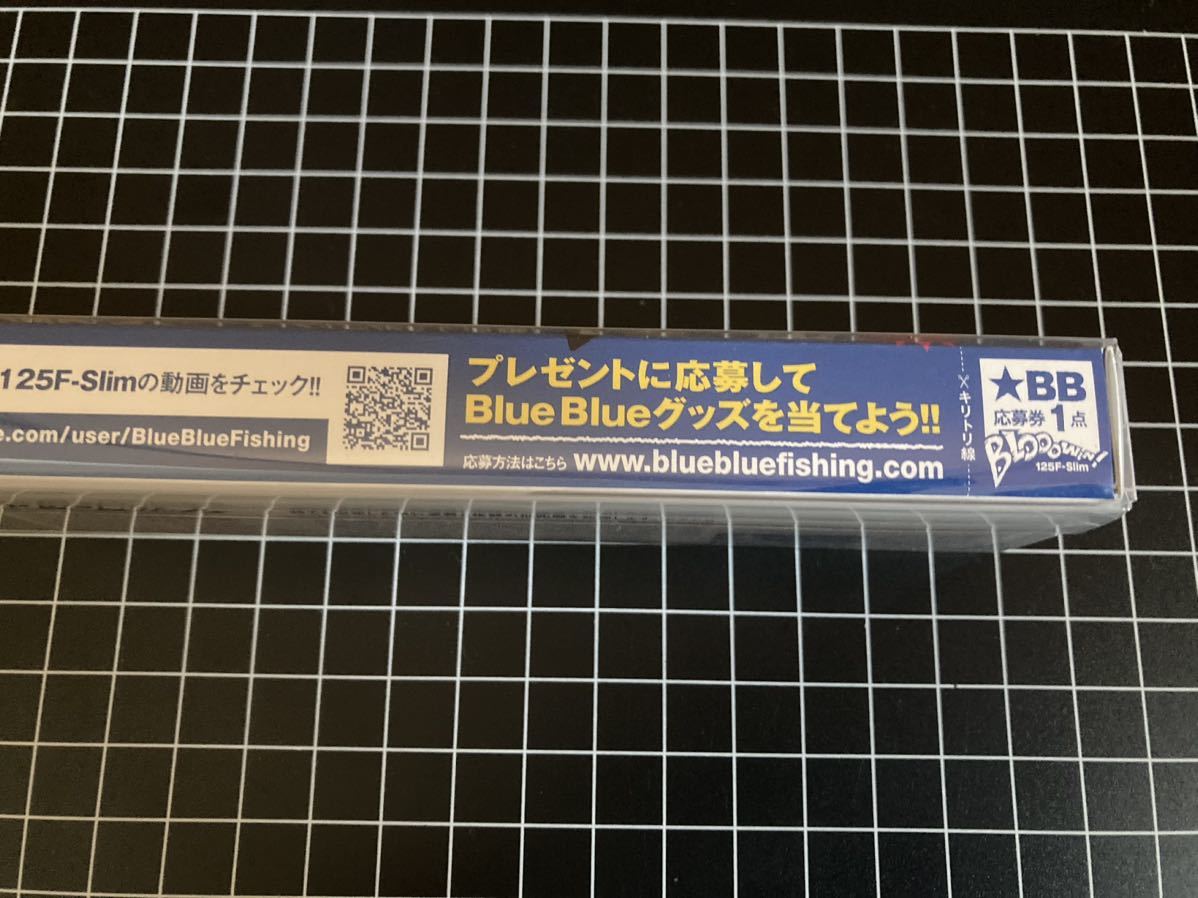 125F-Slimの動画をチェック!!
e.com/user/BlueBlueFishing
プレゼントに応募して
Blue Blueグッズを当てよう!!
応募方法はこちら www.bluebluefishing.com
キリトリ線
★BB
応募券1点
BLOOOWIN!
125F-Slim